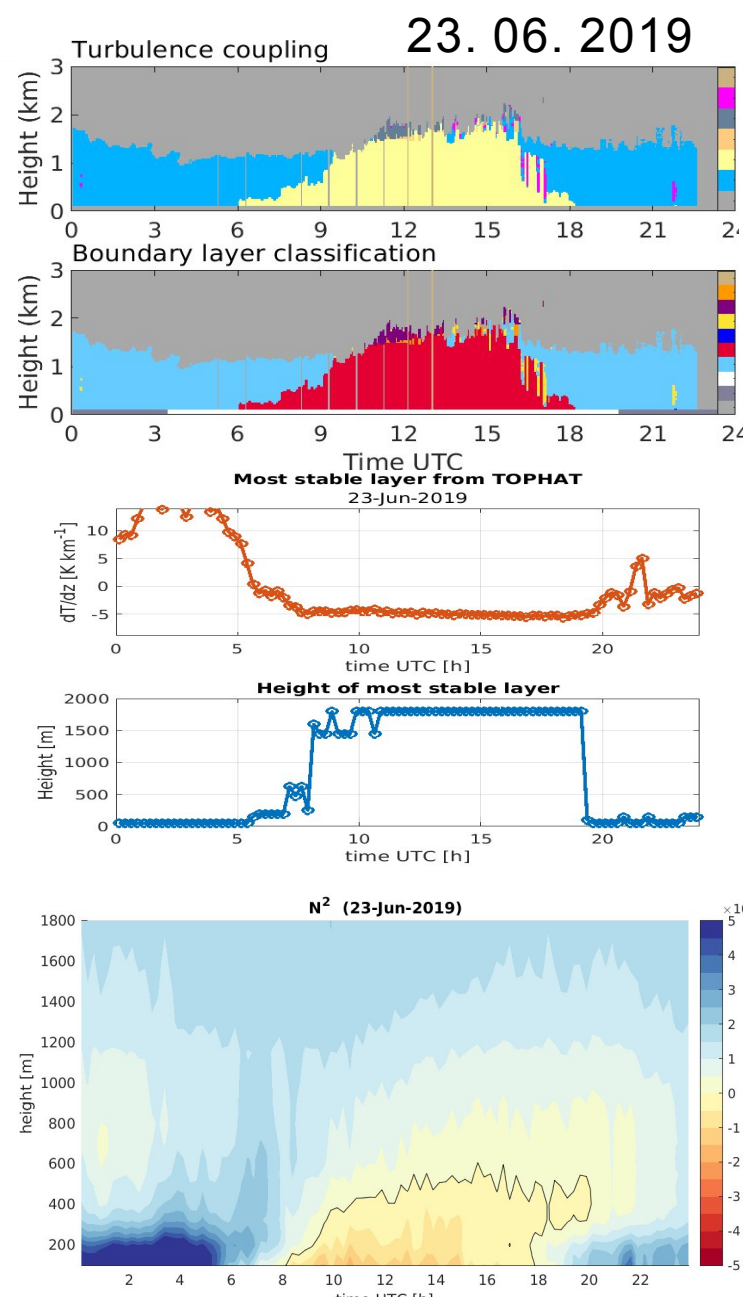 23. 06. 2019
Turbulence coupling
3
2
1
0
Height (km)
0 3 6 9 12 15 18 21
Boundary layer classification
3
2
1
0
Height (km)
0 3 6 9 12 15 18 21 24
Time UTC
Most stable layer from TOPHAT
23-Jun-2019
10
5
0
-5
dT/dz [K km-1]
0 5 10 15 20
time UTC [h]
Height of most stable layer
2000
1500
1000
500
0
Height [m]
0 5 10 15 20
time UTC [h]
N2 (23-Jun-2019)
1800
1600
1400
1200
1000
800
600
400
200
height [m]
2 4 6 8 10 12 14 16 18 20 22
5
4
3
2
1
0
-1
-2
-3
-4
-5